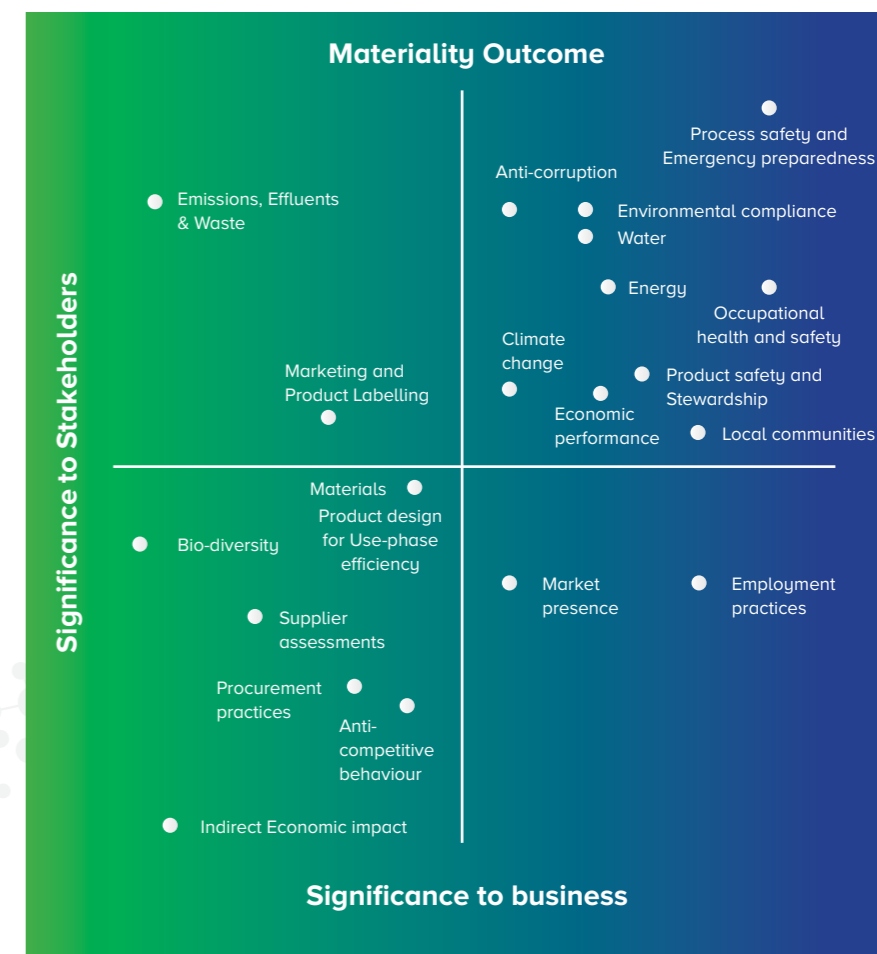 Materiality Outcome
Process safety and
Emergency preparedness
Anti-corruption
Emissions, Effluents
& Waste
Environmental compliance
Water
Energy
Occupational
health and safety
Climate
change
Marketing and
Product Labelling
Product safety and
Stewardship
Economic
performance
Local communities
Significance to Stakeholders
Materials
Product design
for Use-phase
efficiency
Bio-diversity
Market
presence
Employment
practices
Supplier
assessments
Procurement
practices
Anti-
competitive
behaviour
Indirect Economic impact
Significance to business